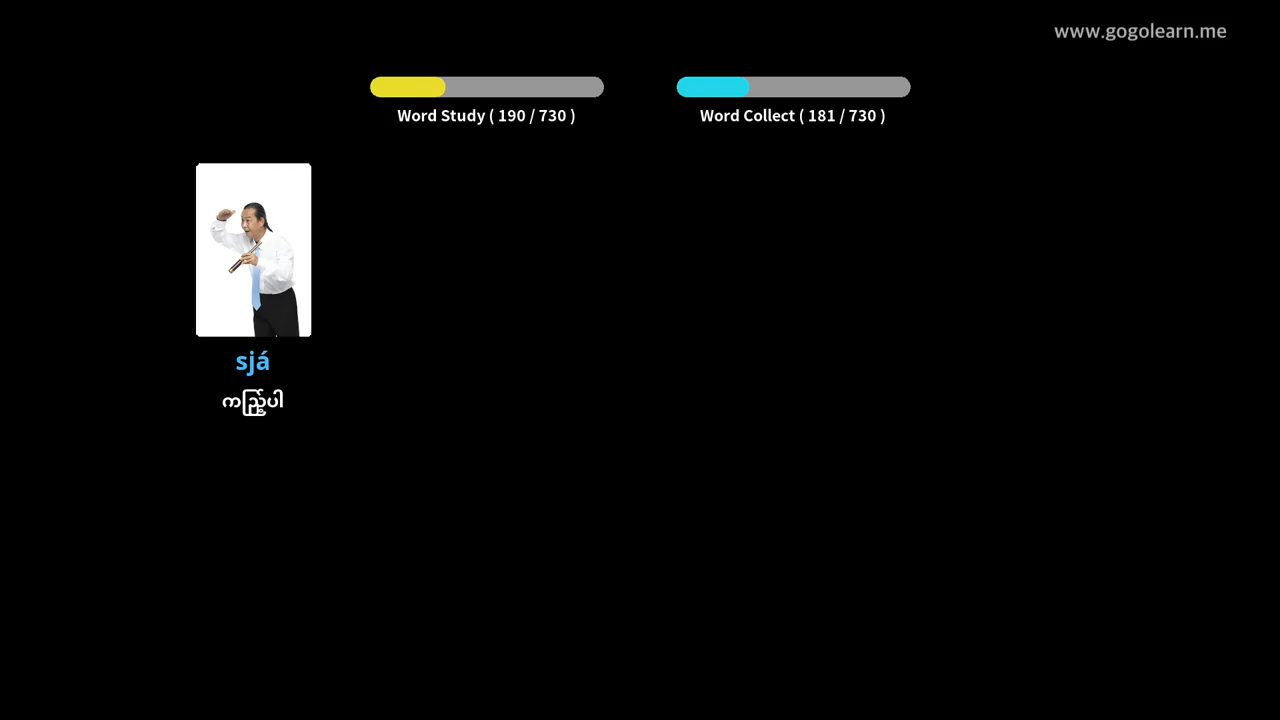 www.gogolearn.me
Word Study ( 190 / 730 )
Word Collect ( 181 / 730 )
sjá
ကြည့်ပါ